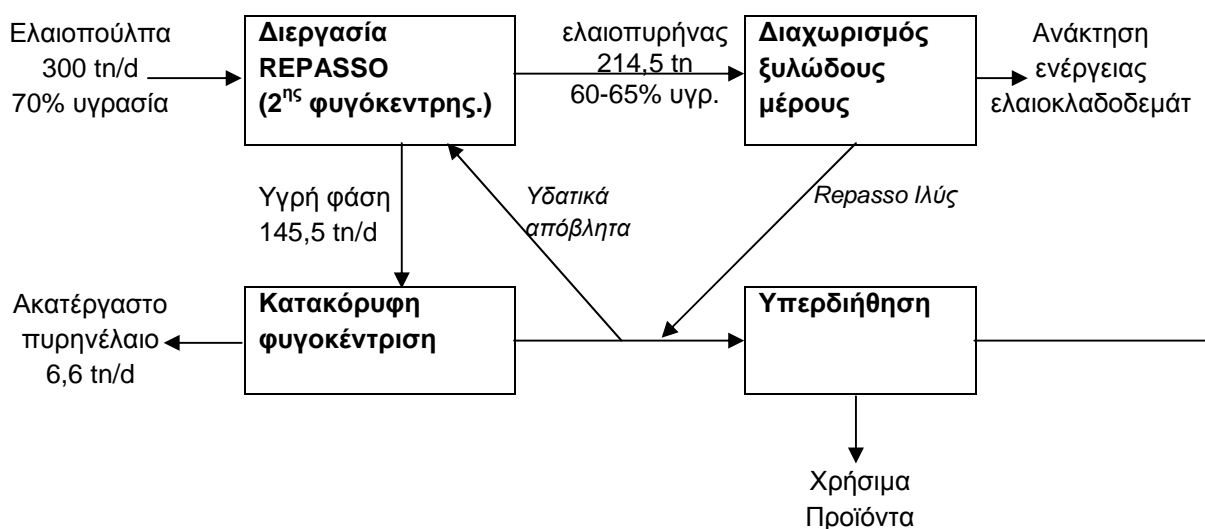 Ελαιοπούλπα
300 tn/d
70% υγρασία
Διεργασία
REPASSO
(2ης φυγόκεντρης.)
ελαιοπυρήνας
214,5 tn
60-65% υγρ.
Διαχωρισμός
ξυλώδους
μέρους
Ανάκτηση
ενέργειας
ελαιοκλαδοδεμάτ
Υγρή φάση
145,5 tn/d
Υδατικά
απόβλητα
Repasso Ιλύς
Ακατέργαστο
πυρηνέλαιο
6,6 tn/d
Κατακόρυφη
φυγοκέντριση
Υπερδιήθηση
Χρήσιμα
Προϊόντα